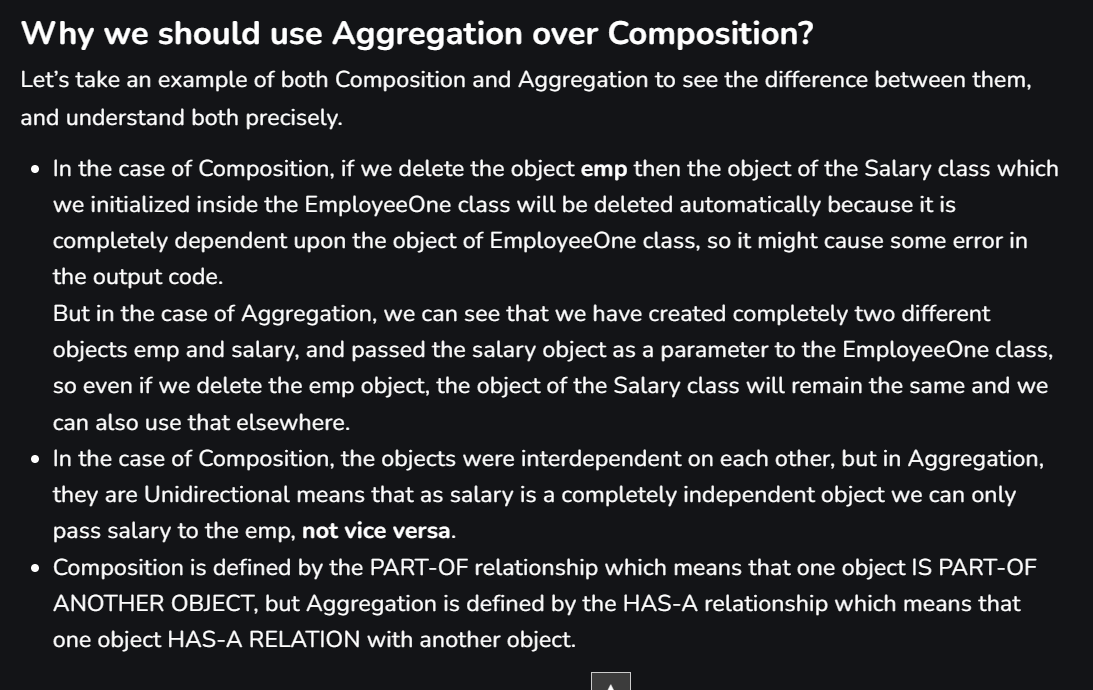 Why we should use Aggregation over Composition?
Let's take an example of both Composition and Aggregation to see the difference between them,
and understand both precisely.
• In the case of Composition, if we delete the object emp then the object of the Salary class which
we initialized inside the EmployeeOne class will be deleted automatically because it is
completely dependent upon the object of EmployeeOne class, so it might cause some error in
the output code.
But in the case of Aggregation, we can see that we have created completely two different
objects emp and salary, and passed the salary object as a parameter to the EmployeeOne class,
so even if we delete the emp object, the object of the Salary class will remain the same and we
can also use that elsewhere.
• In the case of Composition, the objects were interdependent on each other, but in Aggregation,
they are Unidirectional means that as salary is a completely independent object we can only
pass salary to the emp, not vice versa.
• Composition is defined by the PART-OF relationship which means that one object IS PART-OF
ANOTHER OBJECT, but Aggregation is defined by the HAS-A relationship which means that
one object HAS-A RELATION with another object.